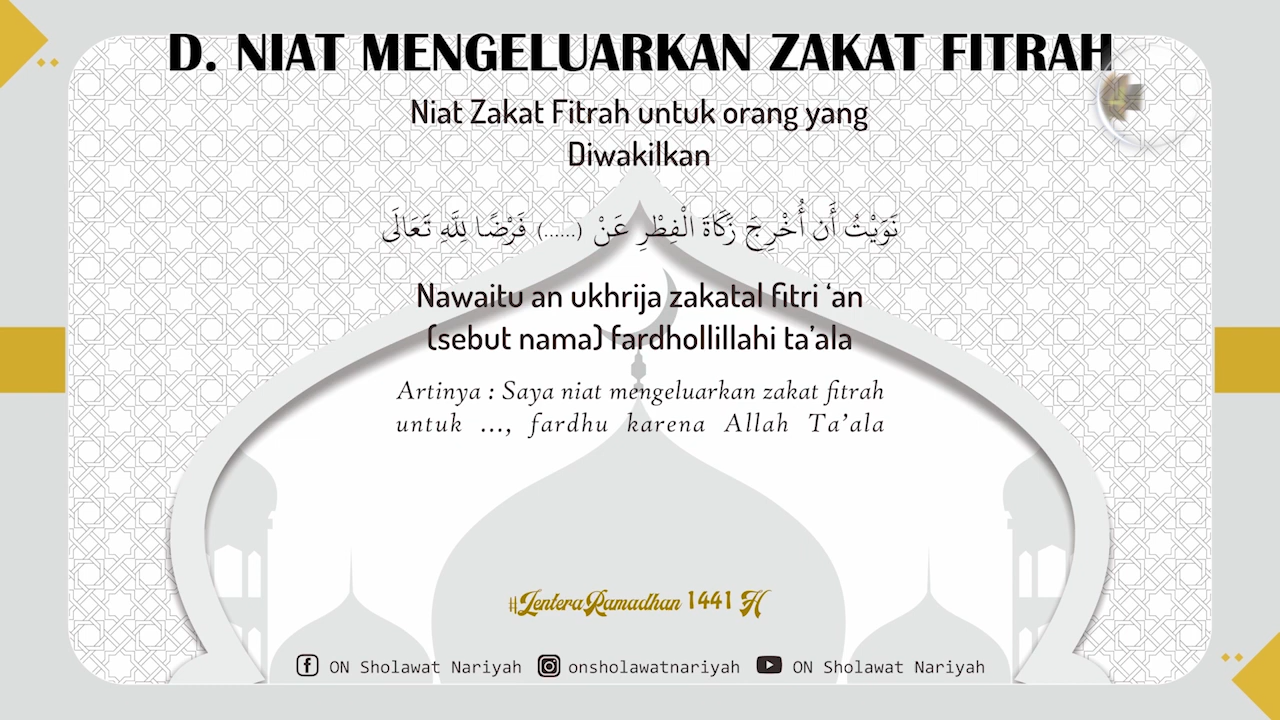 D. NIAT MENGELUARKAN ZAKAT FITRAH
Niat Zakat Fitrah untuk orang yang
Diwakilkan
نَوَيْتُ أَن أُخْرِجَ زَكَاةَ الْفِطْرِ عَنْ (......) فَرْضًا لِلَّهِ تَعَالَى
Nawaitu an ukhrija zakatal fitri ‘an
(sebut nama) fardhollillahi ta’ala
Artinya : Saya niat mengeluarkan zakat fitrah
untuk ..., fardhu karena Allah Ta’ala
#LenteraRamadhan 1441 H
ON Sholawat Nariyah onsholawatnariyah ON Sholawat Nariyah